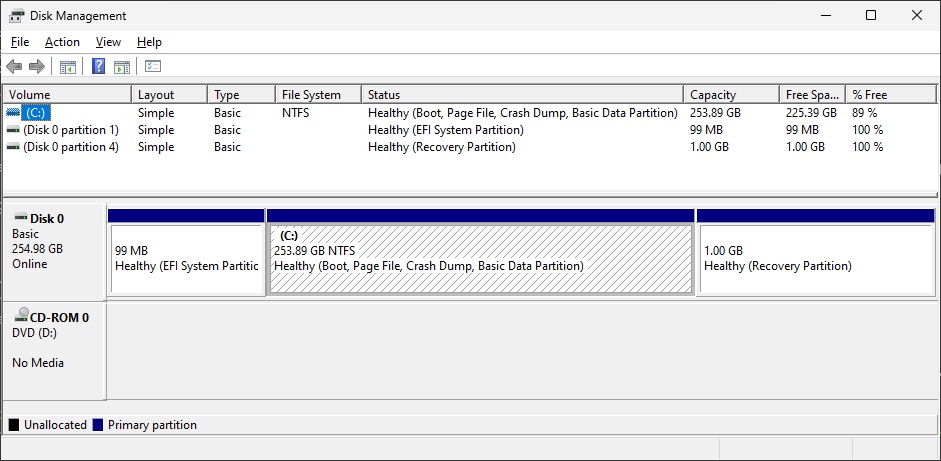 Disk Management
File Action View Help
Volume Layout Type File System Status Capacity Free Spa... % Free
(C:) Simple Basic NTFS Healthy (Boot, Page File, Crash Dump, Basic Data Partition) 253.89 GB 225.39 GB 89 %
(Disk 0 partition 1) Simple Basic Healthy (EFI System Partition) 99 MB 99 MB 100 %
(Disk 0 partition 4) Simple Basic Healthy (Recovery Partition) 1.00 GB 1.00 GB 100 %
Disk 0
Basic
254.98 GB
Online
99 MB
Healthy (EFI System Partitic
(C:)
253.89 GB NTFS
Healthy (Boot, Page File, Crash Dump, Basic Data Partition)
1.00 GB
Healthy (Recovery Partition)
CD-ROM 0
DVD (D:)
No Media
Unallocated Primary partition